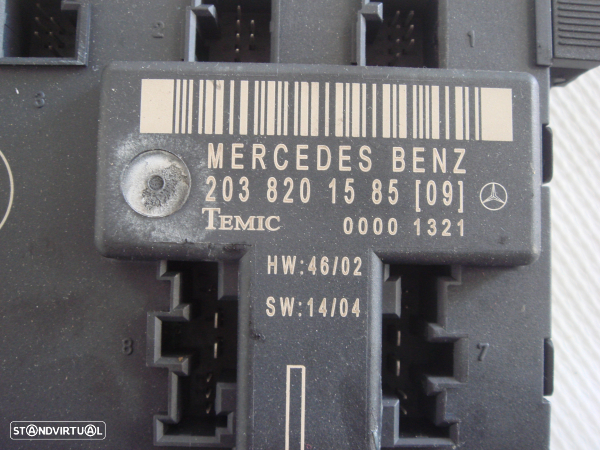 2
1
3
MERCEDES BENZ
203 820 15 85 [09]
TEMIC 0000 1321
HW:46/02
SW:14/04
8
7
STANDVIRTUAL